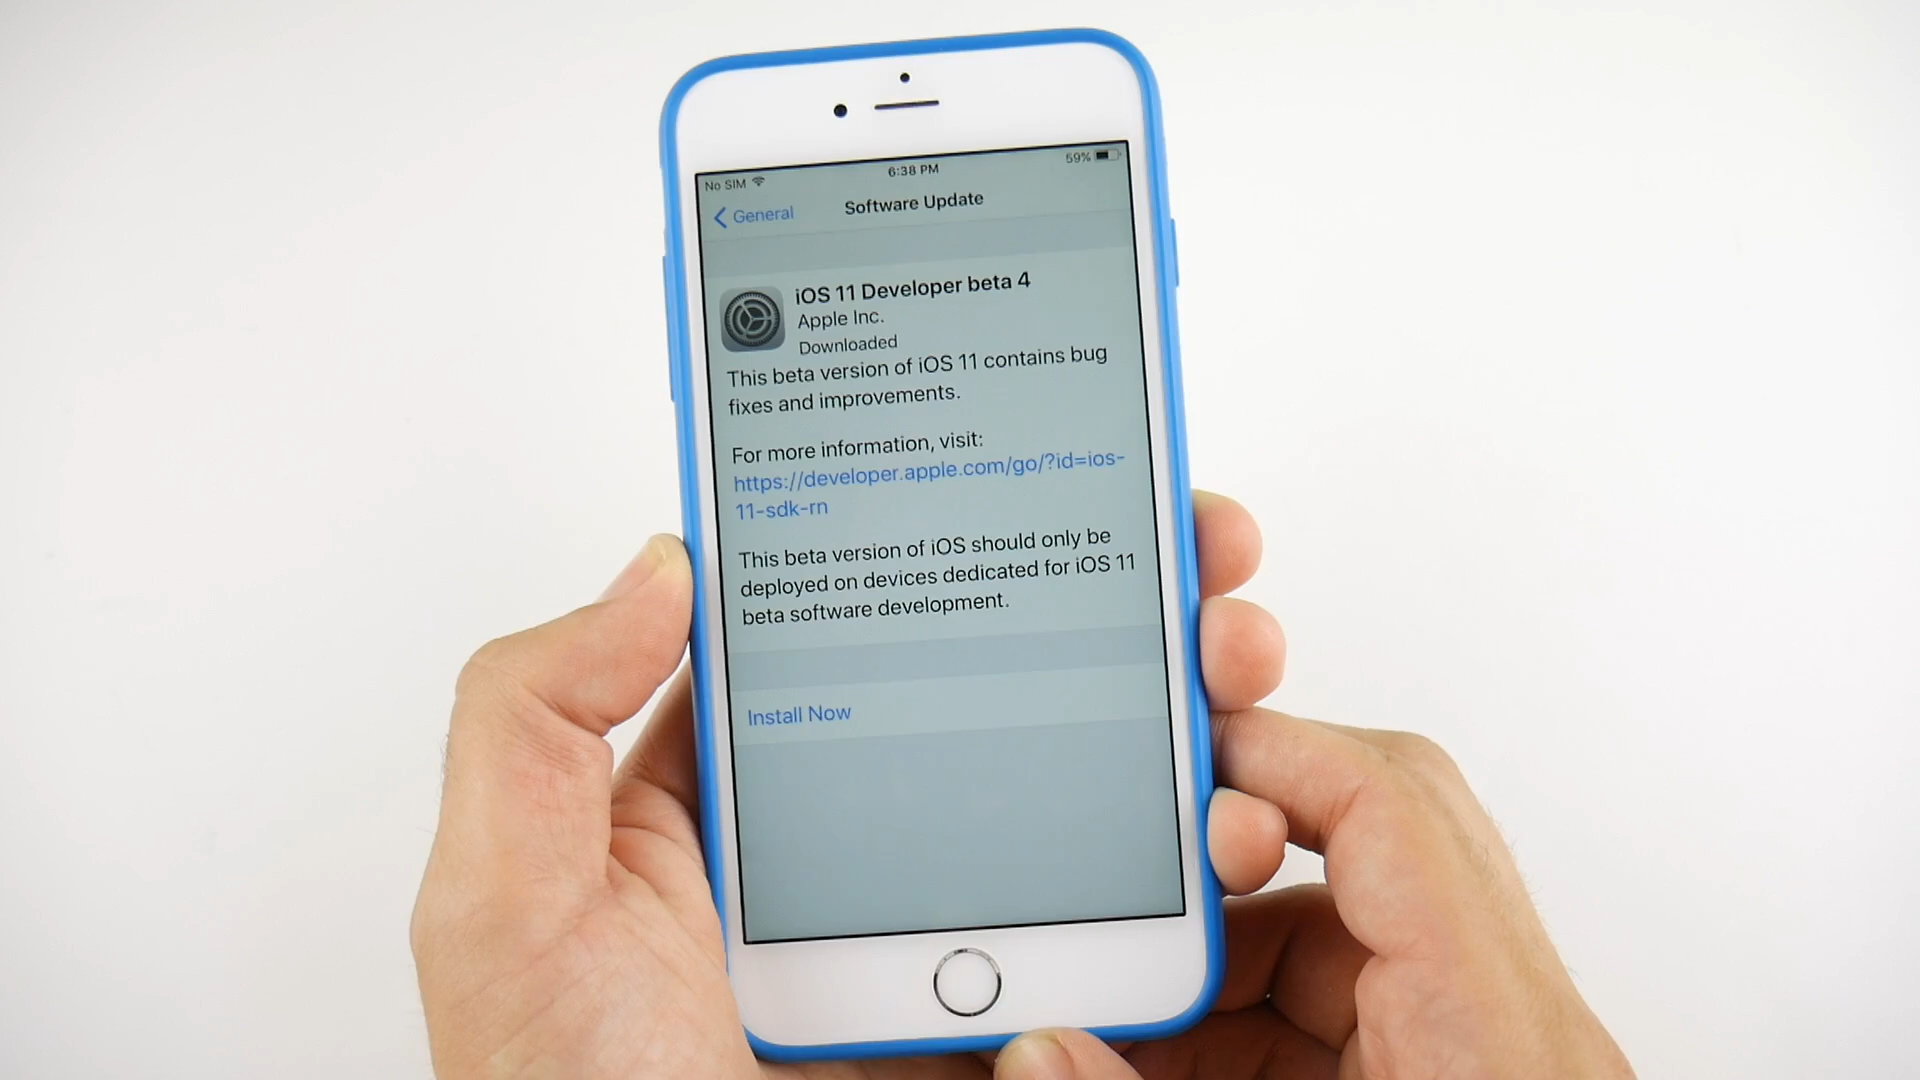 No SIM 6:38 PM 59%
General Software Update
iOS 11 Developer beta 4
Apple Inc.
Downloaded
This beta version of iOS 11 contains bug
fixes and improvements.
For more information, visit:
https://developer.apple.com/go/?id=ios-
11-sdk-rn
This beta version of iOS should only be
deployed on devices dedicated for iOS 11
beta software development.
Install Now